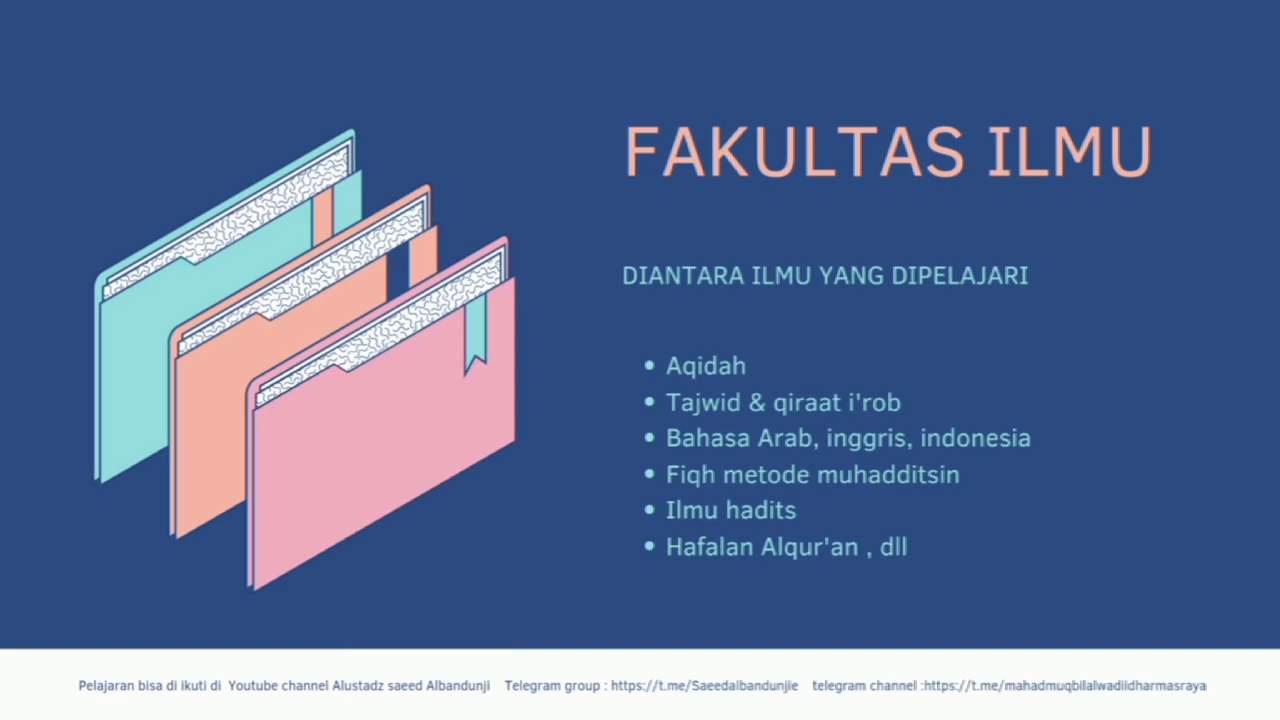 FAKULTAS ILMU
DIANTARA ILMU YANG DIPELAJARI
• Aqidah
• Tajwid & qiraat i'rob
• Bahasa Arab, inggris, indonesia
• Fiqh metode muhadditsin
• Ilmu hadits
• Hafalan Alqur'an , dll
Pelajaran bisa di ikuti di Youtube channel Alustadz saeed Albandunji Telegram group : https://t.me/Saeedalbandunjie telegram channel :https://t.me/mahadmuqbilalwadiidharmasraya